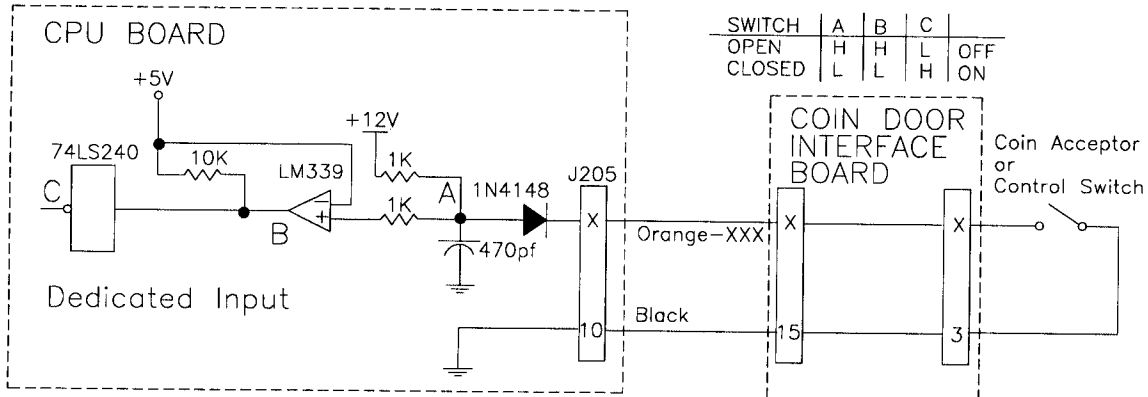 CPU BOARD
+5V
74LS240
10K
LM339
+12V
1K
1K
A
1N4148
J205
C
B
−
+
470pf
X
10
Dedicated Input
Orange-XXX
Black
SWITCH A B C
OPEN H H L OFF
CLOSED L L H ON
COIN DOOR
INTERFACE
BOARD
X
15
X
3
Coin Acceptor
or
Control Switch